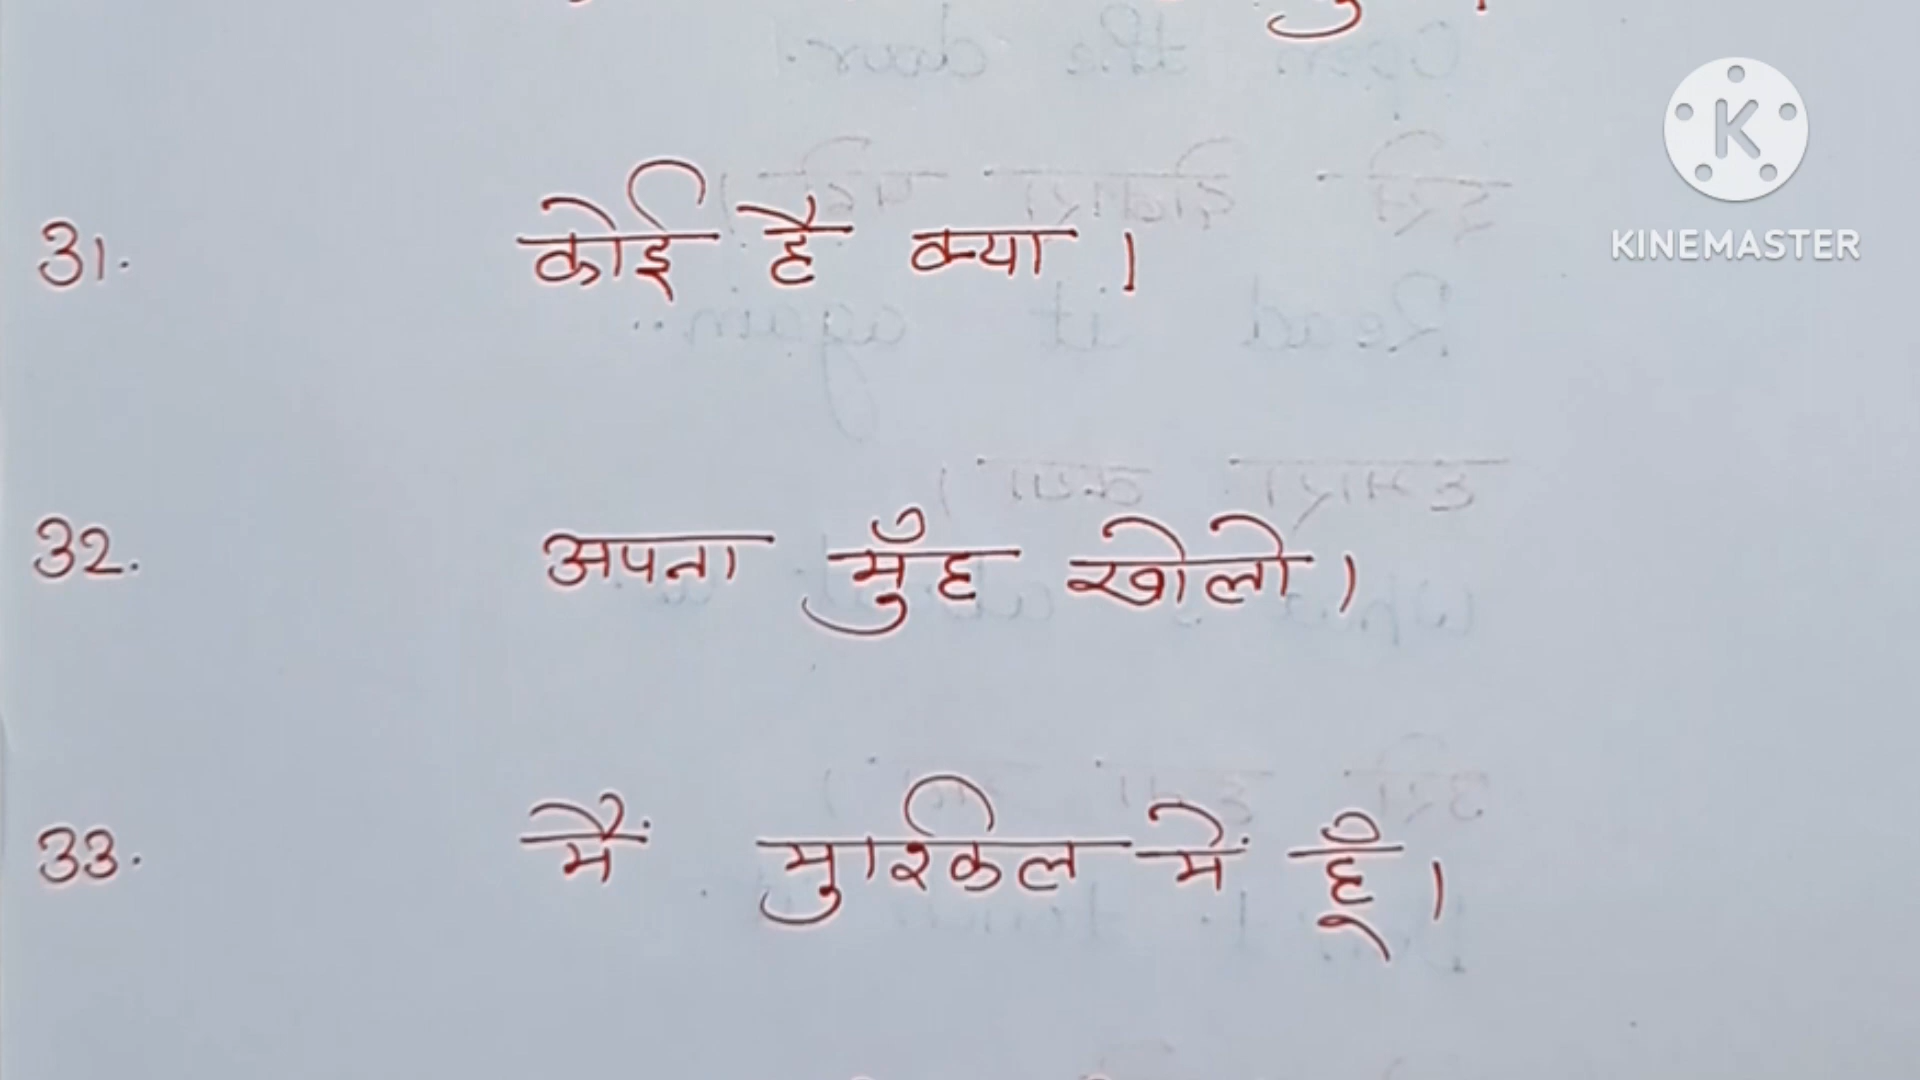 KINEMASTER
31. कोई है क्या ।
32. अपना मुँह खोलो ।
33. मैं मुश्किल में हूँ ।